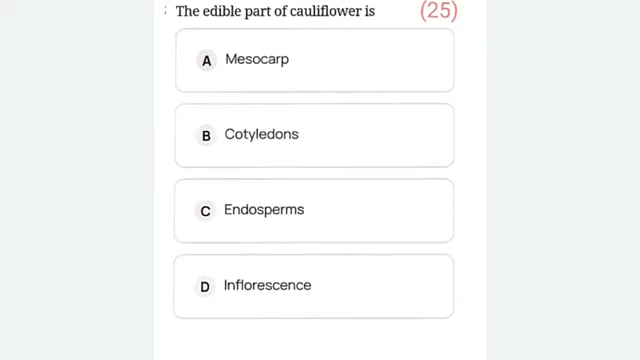 The edible part of cauliflower is (25)
A Mesocarp
B Cotyledons
C Endosperms
D Inflorescence